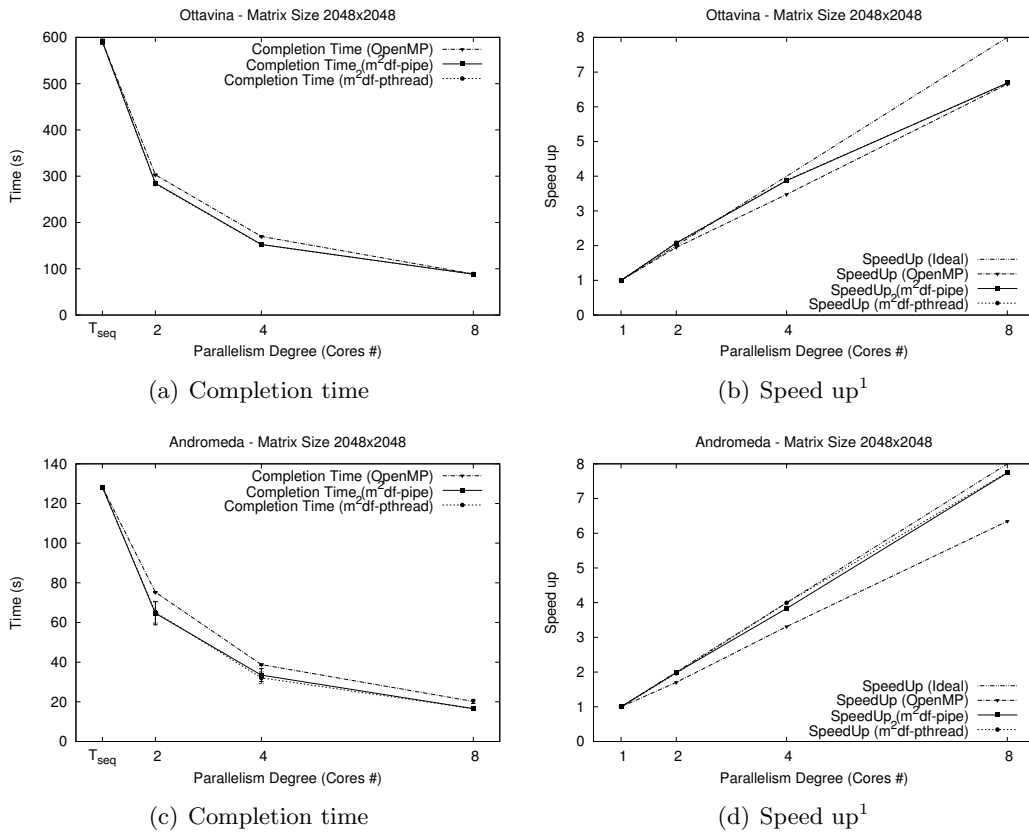 Ottavina - Matrix Size 2048x2048
Completion Time (OpenMP)
Completion Time (m²df-pipe)
Completion Time (m²df-pthread)
600
500
400
300
200
100
0
Time (s)
T_seq 2 4 8
Parallelism Degree (Cores #)
(a) Completion time
Ottavina - Matrix Size 2048x2048
8
7
6
5
4
3
2
1
0
Speed up
SpeedUp (Ideal)
SpeedUp (OpenMP)
SpeedUp (m²df-pipe)
SpeedUp (m²df-pthread)
1 2 4 8
Parallelism Degree (Cores #)
(b) Speed up¹
Andromeda - Matrix Size 2048x2048
Completion Time (OpenMP)
Completion Time (m²df-pipe)
Completion Time (m²df-pthread)
140
120
100
80
60
40
20
0
Time (s)
T_seq 2 4 8
Parallelism Degree (Cores #)
(c) Completion time
Andromeda - Matrix Size 2048x2048
8
7
6
5
4
3
2
1
0
Speed up
SpeedUp (Ideal)
SpeedUp (OpenMP)
SpeedUp (m²df-pipe)
SpeedUp (m²df-pthread)
1 2 4 8
Parallelism Degree (Cores #)
(d) Speed up¹